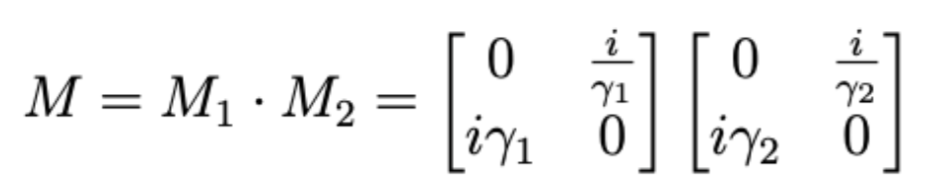 M = M₁ · M₂ = [0 i/γ₁; iγ₁ 0] [0 i/γ₂; iγ₂ 0]